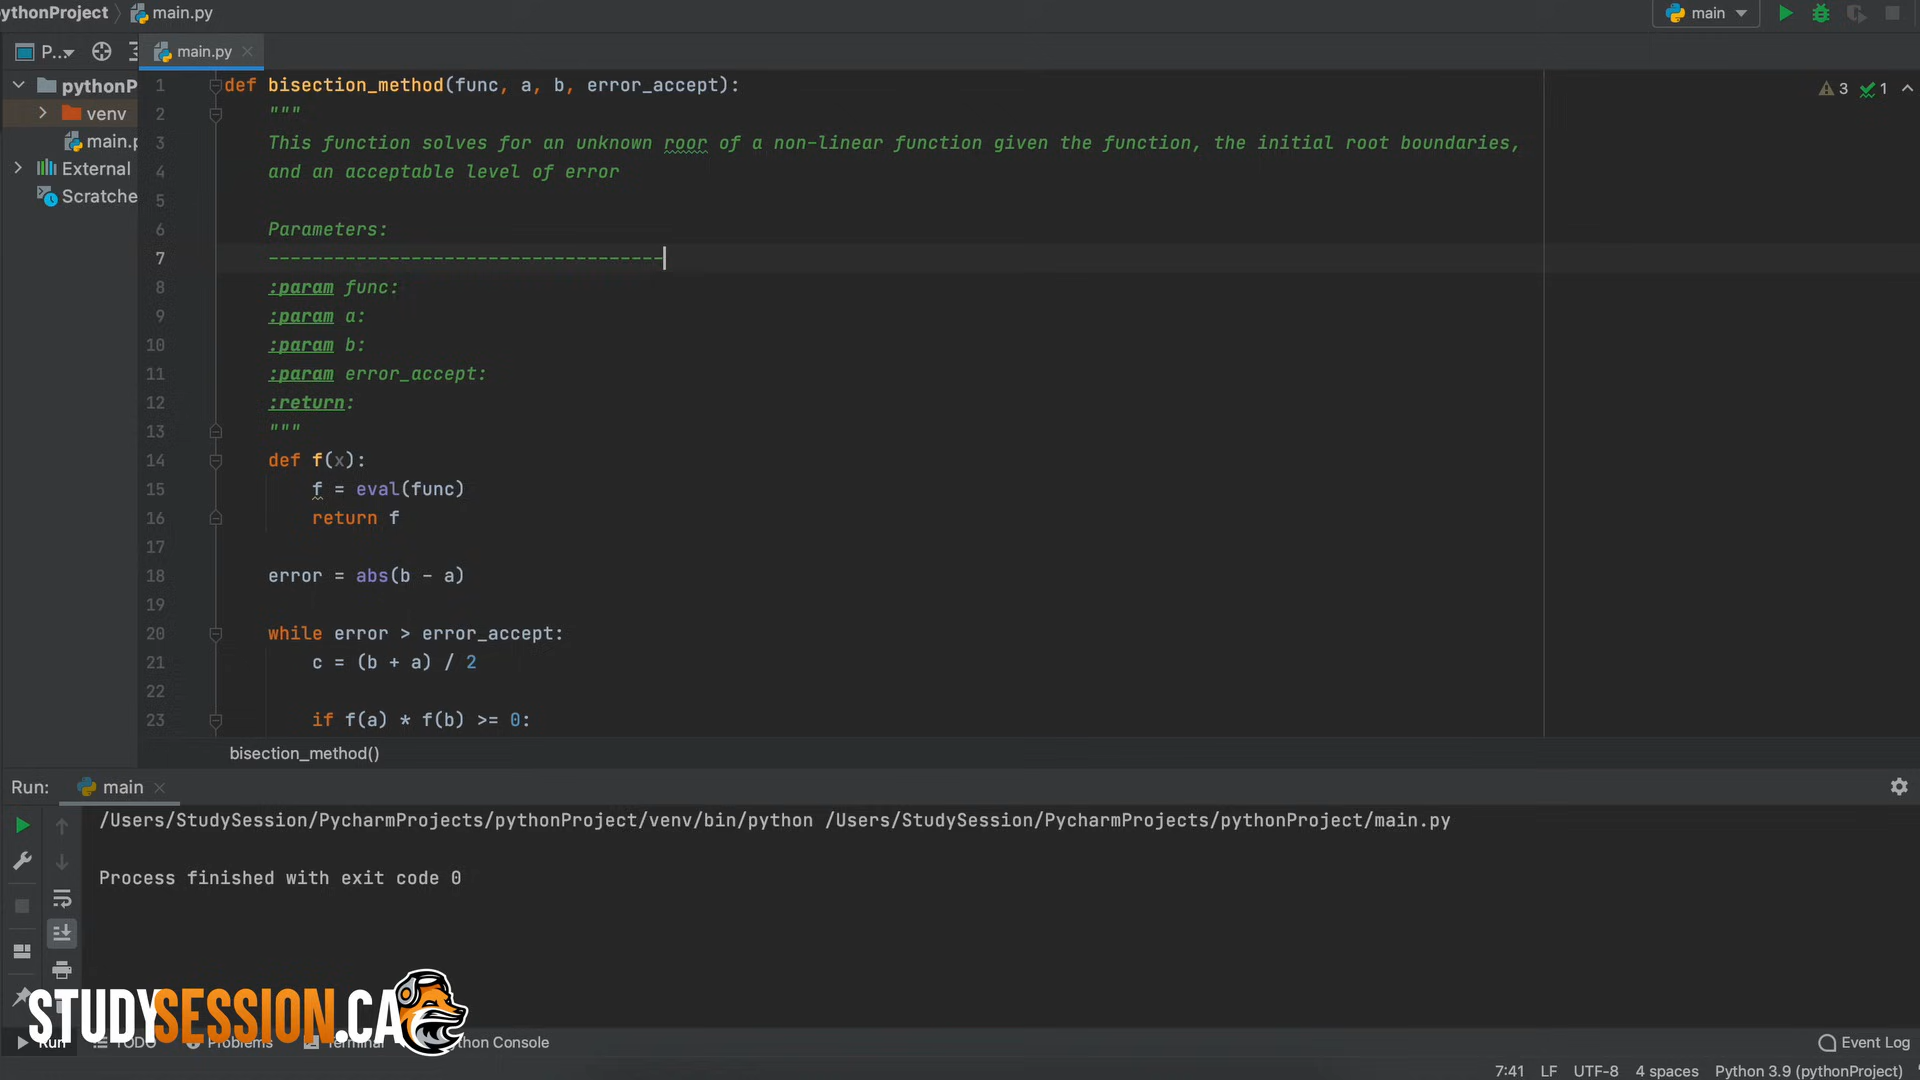 ythonProject 〉 main.py
main
P...
main.py
3 1
pythonP
venv
main.p
External
Scratche
1 def bisection_method(func, a, b, error_accept):
2 """
3 This function solves for an unknown roor of a non-linear function given the function, the initial root boundaries,
4 and an acceptable level of error
5
6 Parameters:
7 ------------------------------------
8 :param func:
9 :param a:
10 :param b:
11 :param error_accept:
12 :return:
13 """
14 def f(x):
15 f = eval(func)
16 return f
17
18 error = abs(b - a)
19
20 while error > error_accept:
21 c = (b + a) / 2
22
23 if f(a) * f(b) >= 0:
bisection_method()
Run: main
/Users/StudySession/PycharmProjects/pythonProject/venv/bin/python /Users/StudySession/PycharmProjects/pythonProject/main.py
Process finished with exit code 0
STUDYSESSION.CA
Run TODO Problems Terminal thon Console
Event Log
7:41 LF UTF-8 4 spaces Python 3.9 (pythonProject)